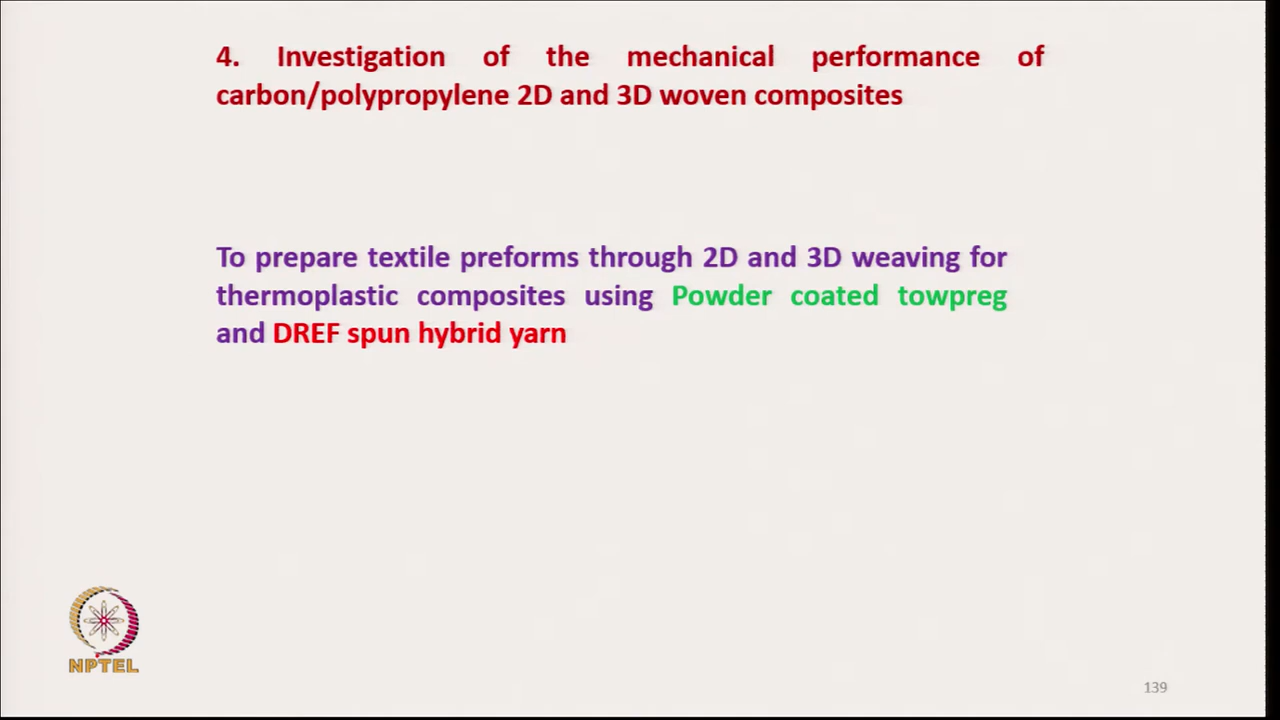 4. Investigation of the mechanical performance of
carbon/polypropylene 2D and 3D woven composites
To prepare textile preforms through 2D and 3D weaving for
thermoplastic composites using Powder coated towpreg
and DREF spun hybrid yarn
NPTEL
139